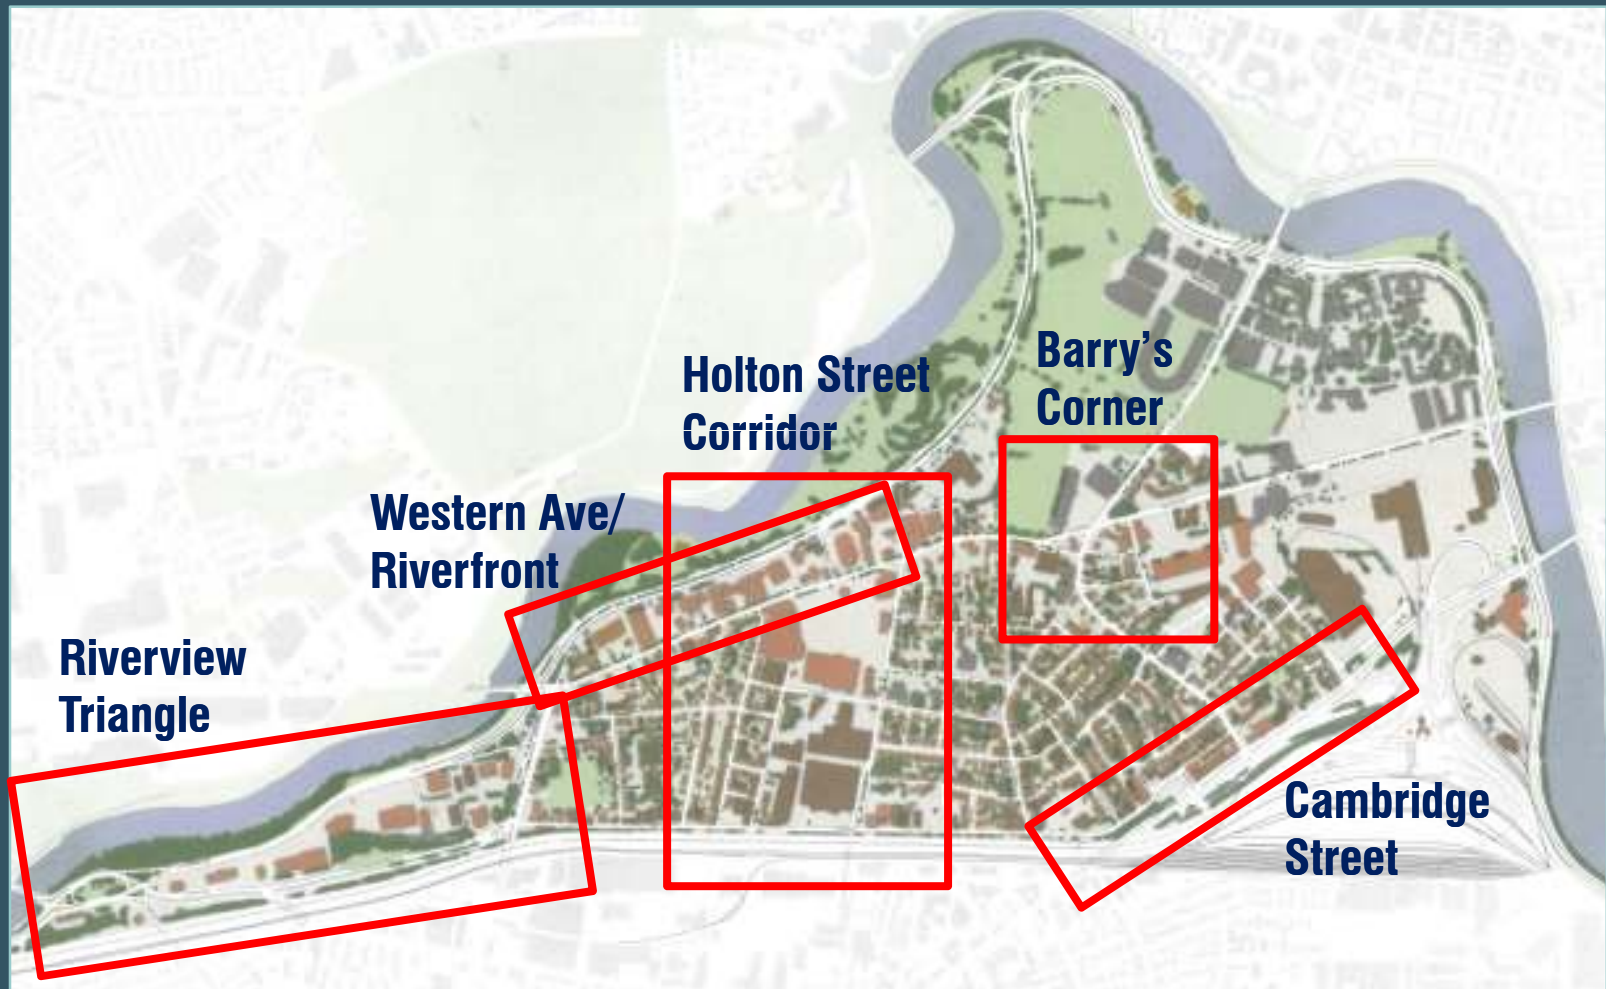 Barry's
Corner
Holton Street
Corridor
Western Ave/
Riverfront
Riverview
Triangle
Cambridge
Street